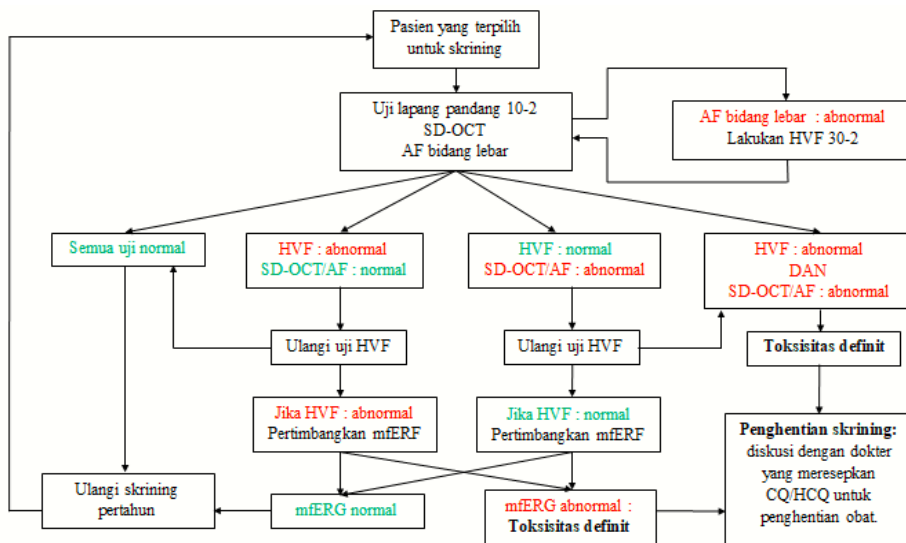 Pasien yang terpilih
untuk skrining
Uji lapang pandang 10-2
SD-OCT
AF bidang lebar
AF bidang lebar : abnormal
Lakukan HVF 30-2
Semua uji normal
HVF : abnormal
SD-OCT/AF : normal
HVF : normal
SD-OCT/AF : abnormal
HVF : abnormal
DAN
SD-OCT/AF : abnormal
Ulangi uji HVF
Ulangi uji HVF
Toksisitas definit
Jika HVF : abnormal
Pertimbangkan mfERF
Jika HVF : normal
Pertimbangkan mfERF
Penghentian skrining:
diskusi dengan dokter
yang meresepkan
CQ/HCQ untuk
penghentian obat.
Ulangi skrining
pertahun
mfERG normal
mfERG abnormal :
Toksisitas definit